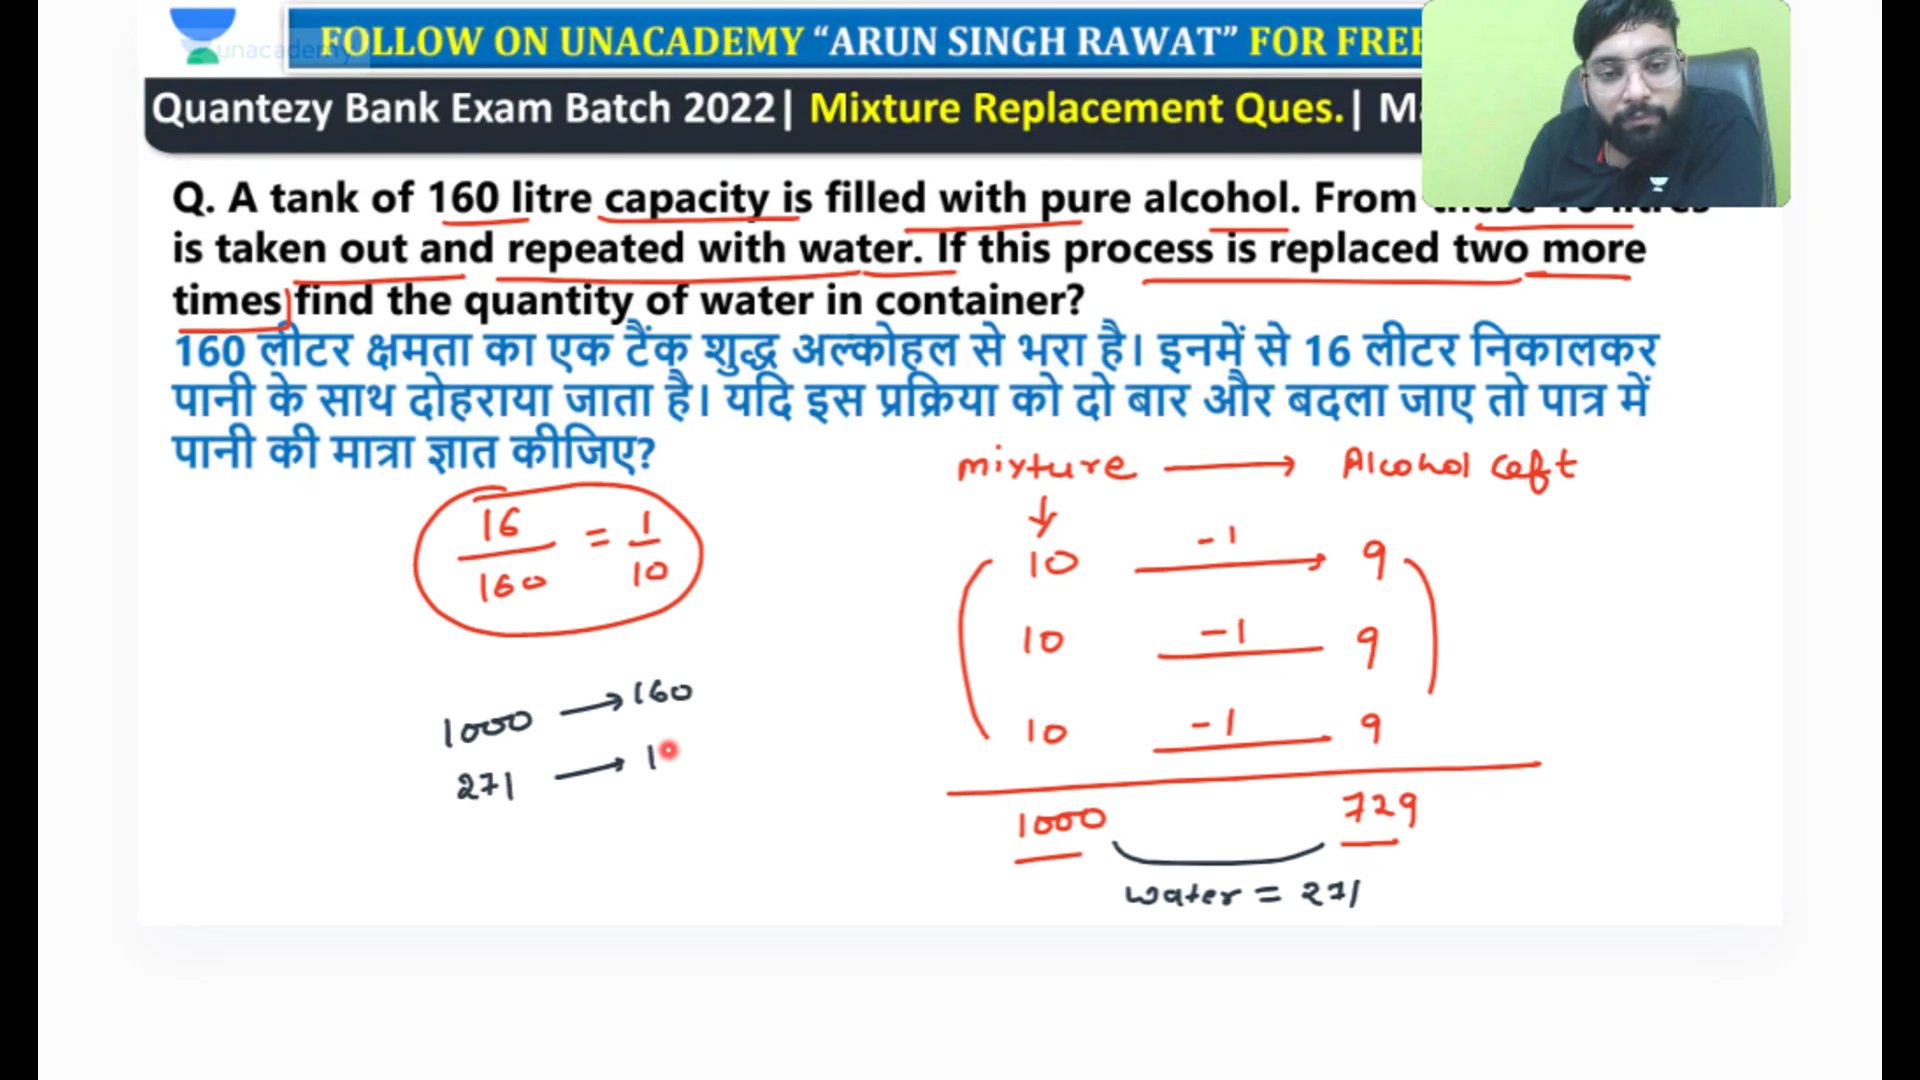 unacademy
FOLLOW ON UNACADEMY “ARUN SINGH RAWAT” FOR FREE
Quantezy Bank Exam Batch 2022| Mixture Replacement Ques.|
Q. A tank of 160 litre capacity is filled with pure alcohol. From these 16 litres
is taken out and repeated with water. If this process is replaced two more
times find the quantity of water in container?
160 लीटर क्षमता का एक टैंक शुद्ध अल्कोहल से भरा है। इनमें से 16 लीटर निकालकर
पानी के साथ दोहराया जाता है। यदि इस प्रक्रिया को दो बार और बदला जाए तो पात्र में
पानी की मात्रा ज्ञात कीजिए?
mixture → Alcohol left
16/160 = 1/10
10 -1 → 9
10 -1 9
10 -1 9
1000 729
water = 271
1000 → 160
271 → 1